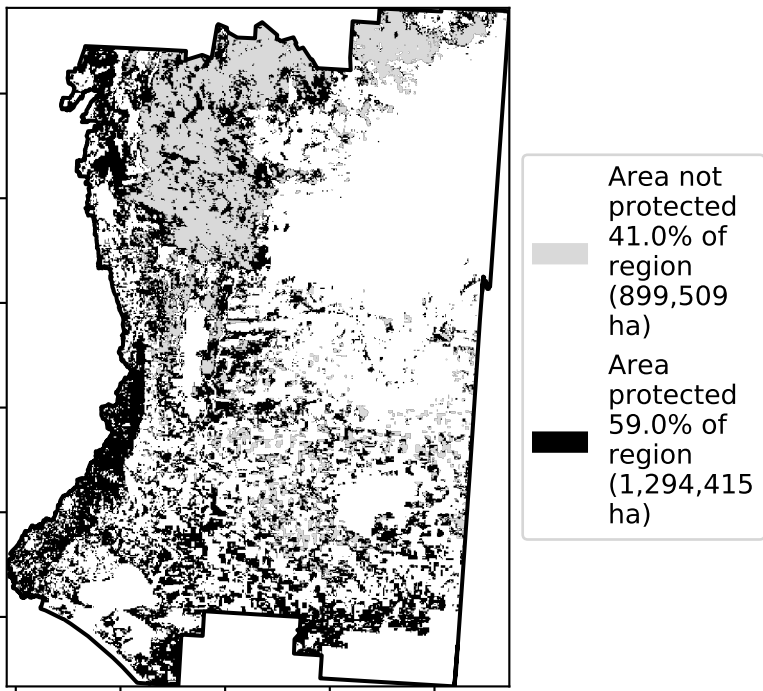 Area not
protected
41.0% of
region
(899,509
ha)
Area
protected
59.0% of
region
(1,294,415
ha)